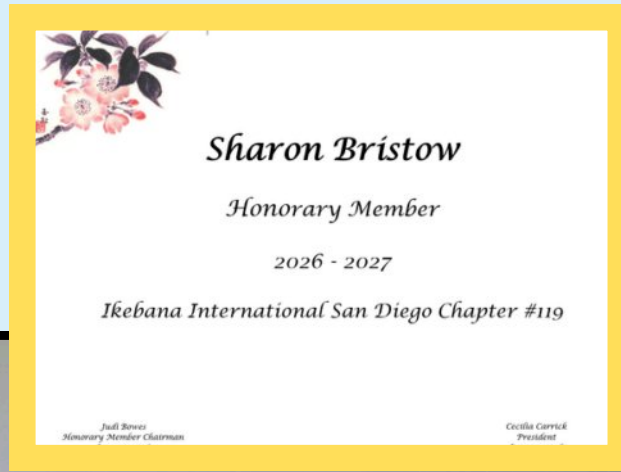 Sharon Bristow
Honorary Member
2026 - 2027
Ikebana International San Diego Chapter #119
Judi Bowes
Honorary Member Chairman
Cecilia Carrick
President